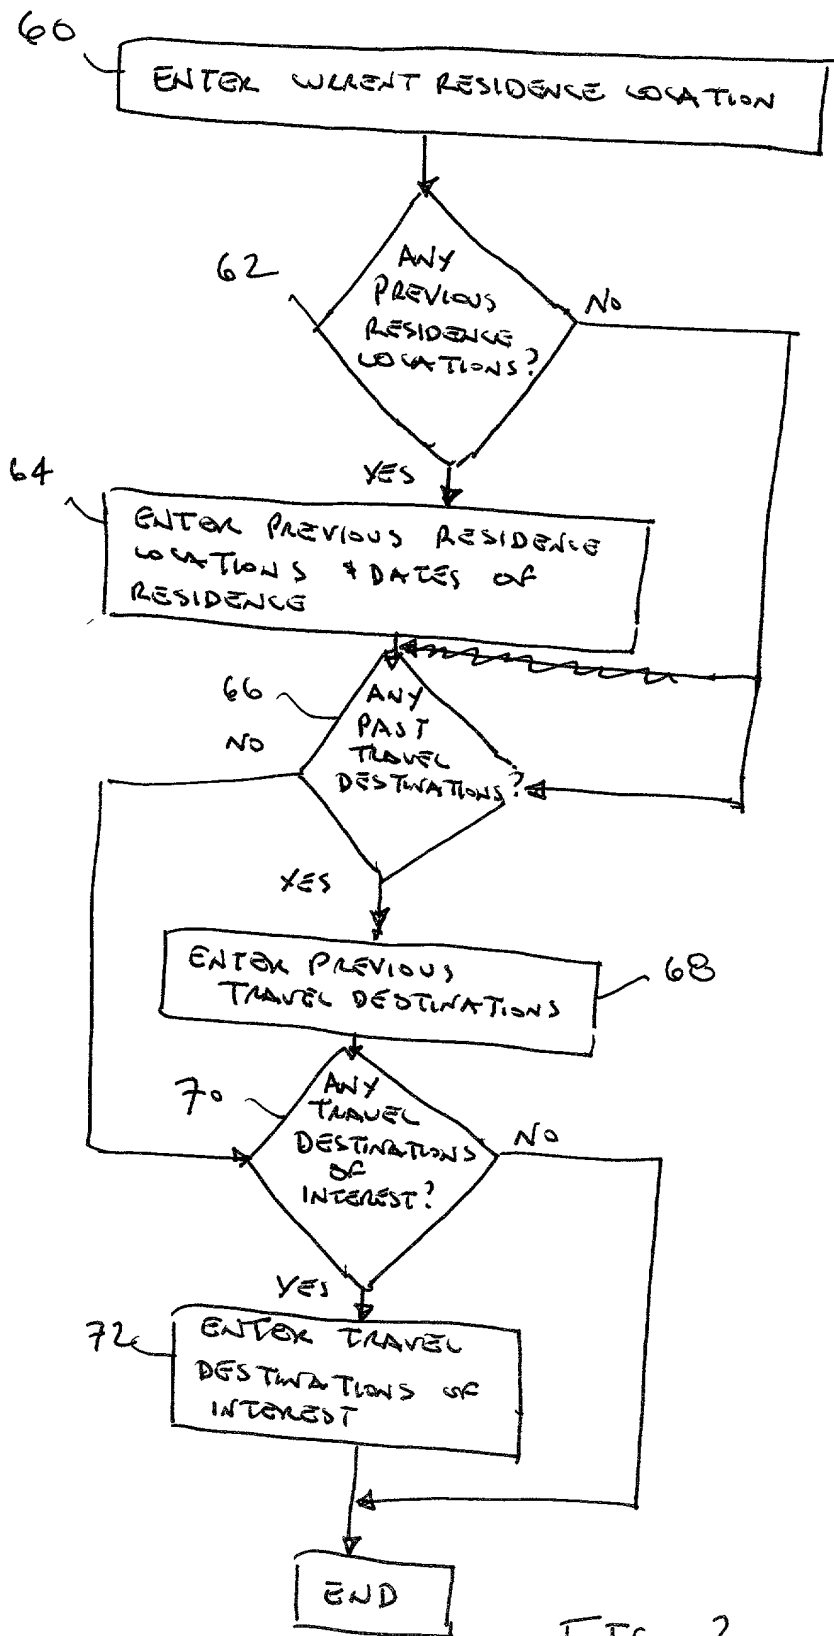 60
ENTER CURRENT RESIDENCE LOCATION
62
ANY
PREVIOUS
RESIDENCE
LOCATIONS?
NO
YES
64
ENTER PREVIOUS RESIDENCE
LOCATIONS & DATES OF
RESIDENCE
66
ANY
PAST
TRAVEL
DESTINATIONS?
NO
YES
ENTER PREVIOUS
TRAVEL DESTINATIONS
68
70
ANY
TRAVEL
DESTINATIONS
OF
INTEREST?
NO
YES
72
ENTER TRAVEL
DESTINATIONS OF
INTEREST
END